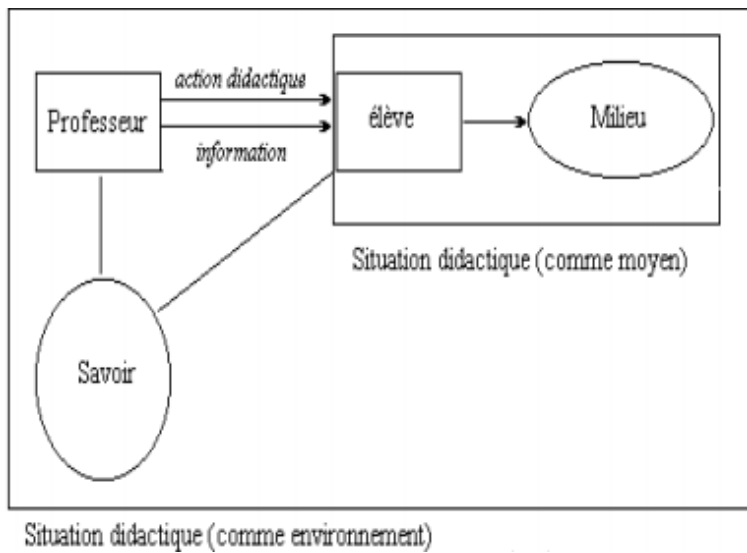 action didactique
Professeur
élève
Milieu
information
Situation didactique (comme moyen)
Savoir
Situation didactique (comme environnement)